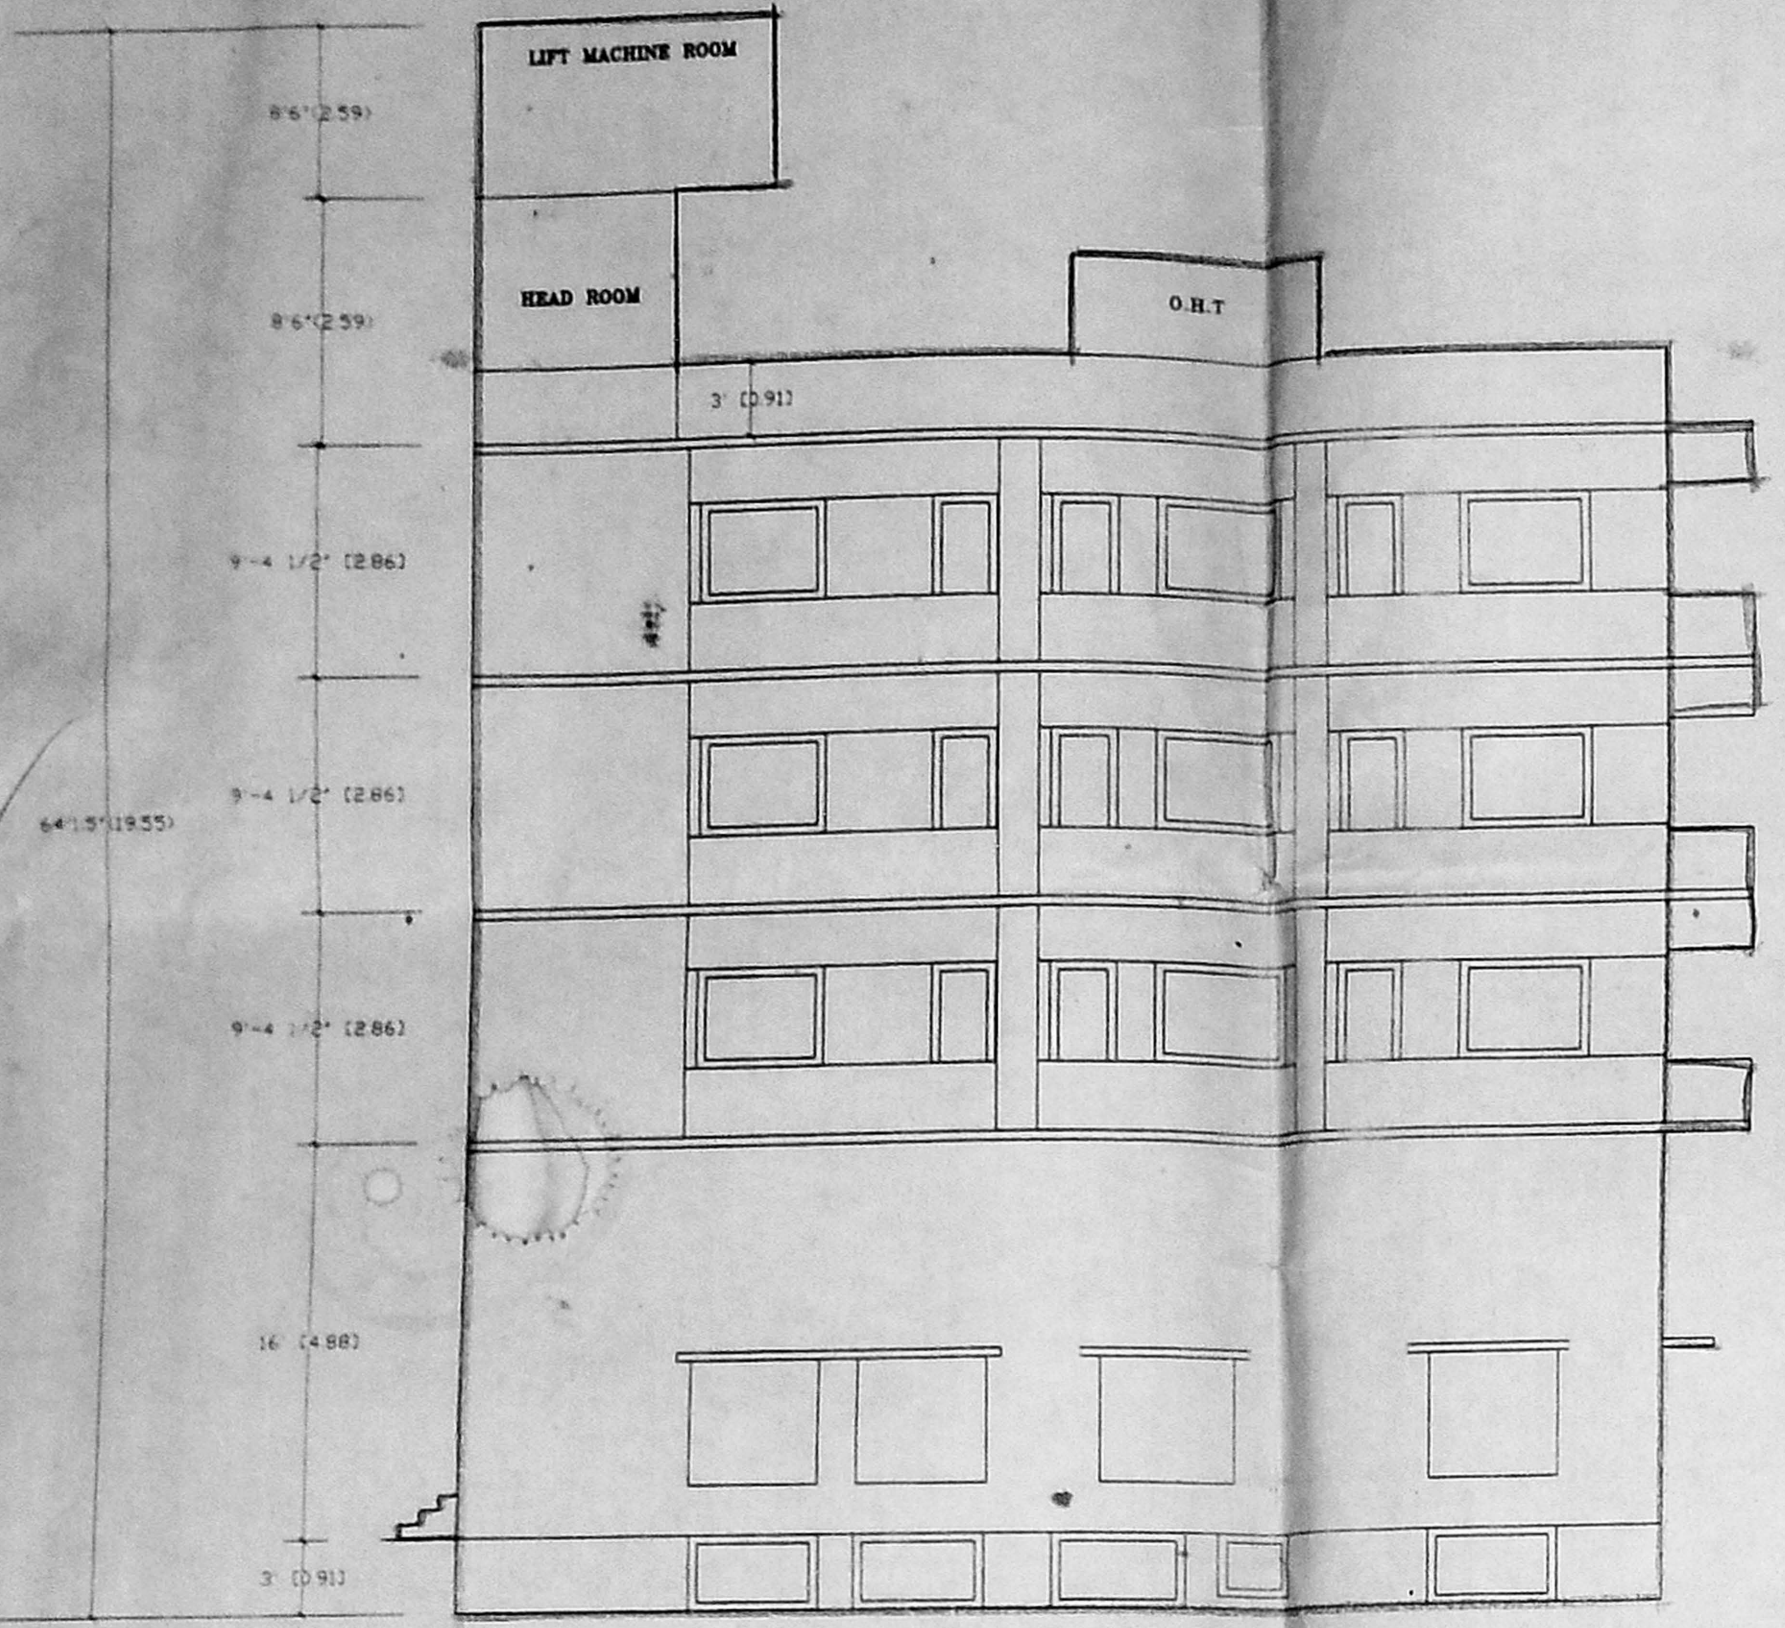 LIFT MACHINE ROOM
8'6"(2.59)
HEAD ROOM
8'6"(2.59)
O.H.T
3' [0.91]
9'-4 1/2" [2.86]
9'-4 1/2" [2.86]
64'1.5"(19.55)
9'-4 1/2" [2.86]
16' [4.88]
3' [0.91]